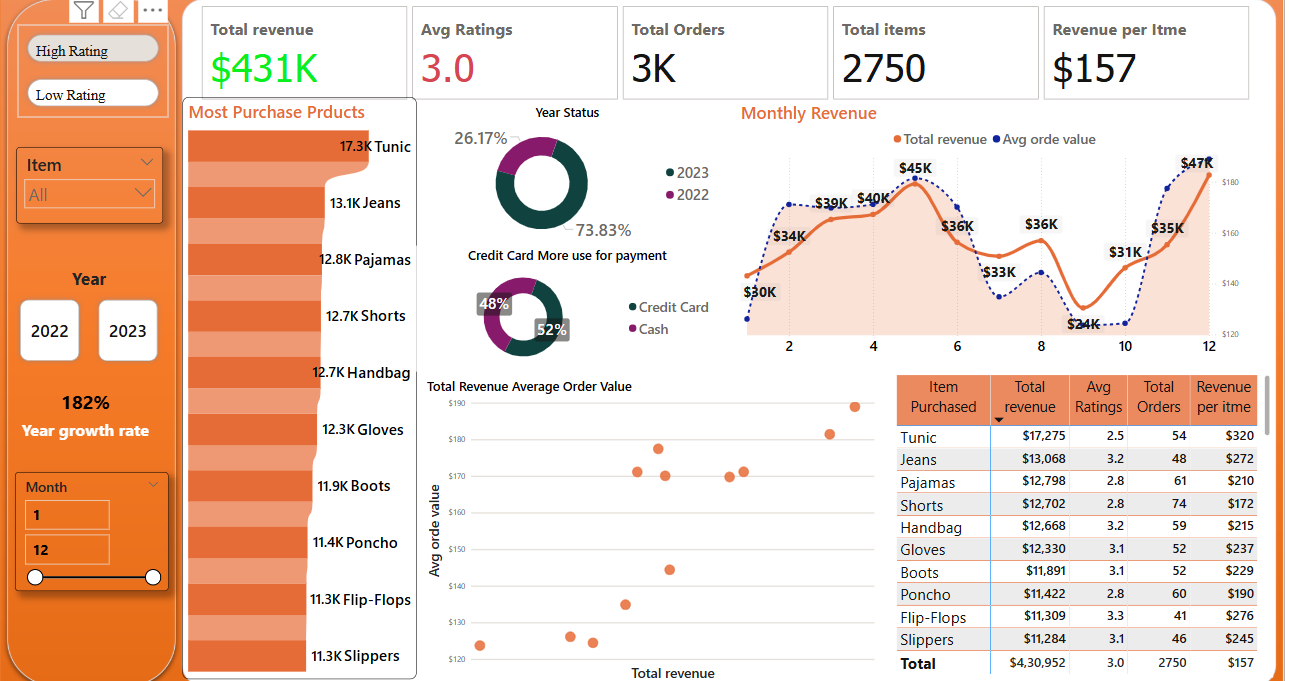 High Rating
Low Rating
Item
All
Year
2022
2023
182%
Year growth rate
Month
1
12
Total revenue
$431K
Avg Ratings
3.0
Total Orders
3K
Total items
2750
Revenue per Itme
$157
Most Purchase Prducts
17.3K Tunic
13.1K Jeans
12.8K Pajamas
12.7K Shorts
12.7K Handbag
12.3K Gloves
11.9K Boots
11.4K Poncho
11.3K Flip-Flops
11.3K Slippers
Year Status
26.17%
73.83%
2023
2022
Credit Card More use for payment
48%
52%
Credit Card
Cash
Monthly Revenue
Total revenue Avg orde value
$30K
$34K
$39K
$40K
$45K
$36K
$33K
$36K
$24K
$31K
$35K
$47K
$180
$160
$140
$120
2 4 6 8 10 12
Total Revenue Average Order Value
Avg orde value
$190
$180
$170
$160
$150
$140
$130
$120
Total revenue
Item Total Avg Total Revenue
Purchased revenue Ratings Orders per itme
Tunic $17,275 2.5 54 $320
Jeans $13,068 3.2 48 $272
Pajamas $12,798 2.8 61 $210
Shorts $12,702 2.8 74 $172
Handbag $12,668 3.2 59 $215
Gloves $12,330 3.1 52 $237
Boots $11,891 3.1 52 $229
Poncho $11,422 2.8 60 $190
Flip-Flops $11,309 3.3 41 $276
Slippers $11,284 3.1 46 $245
Total $4,30,952 3.0 2750 $157